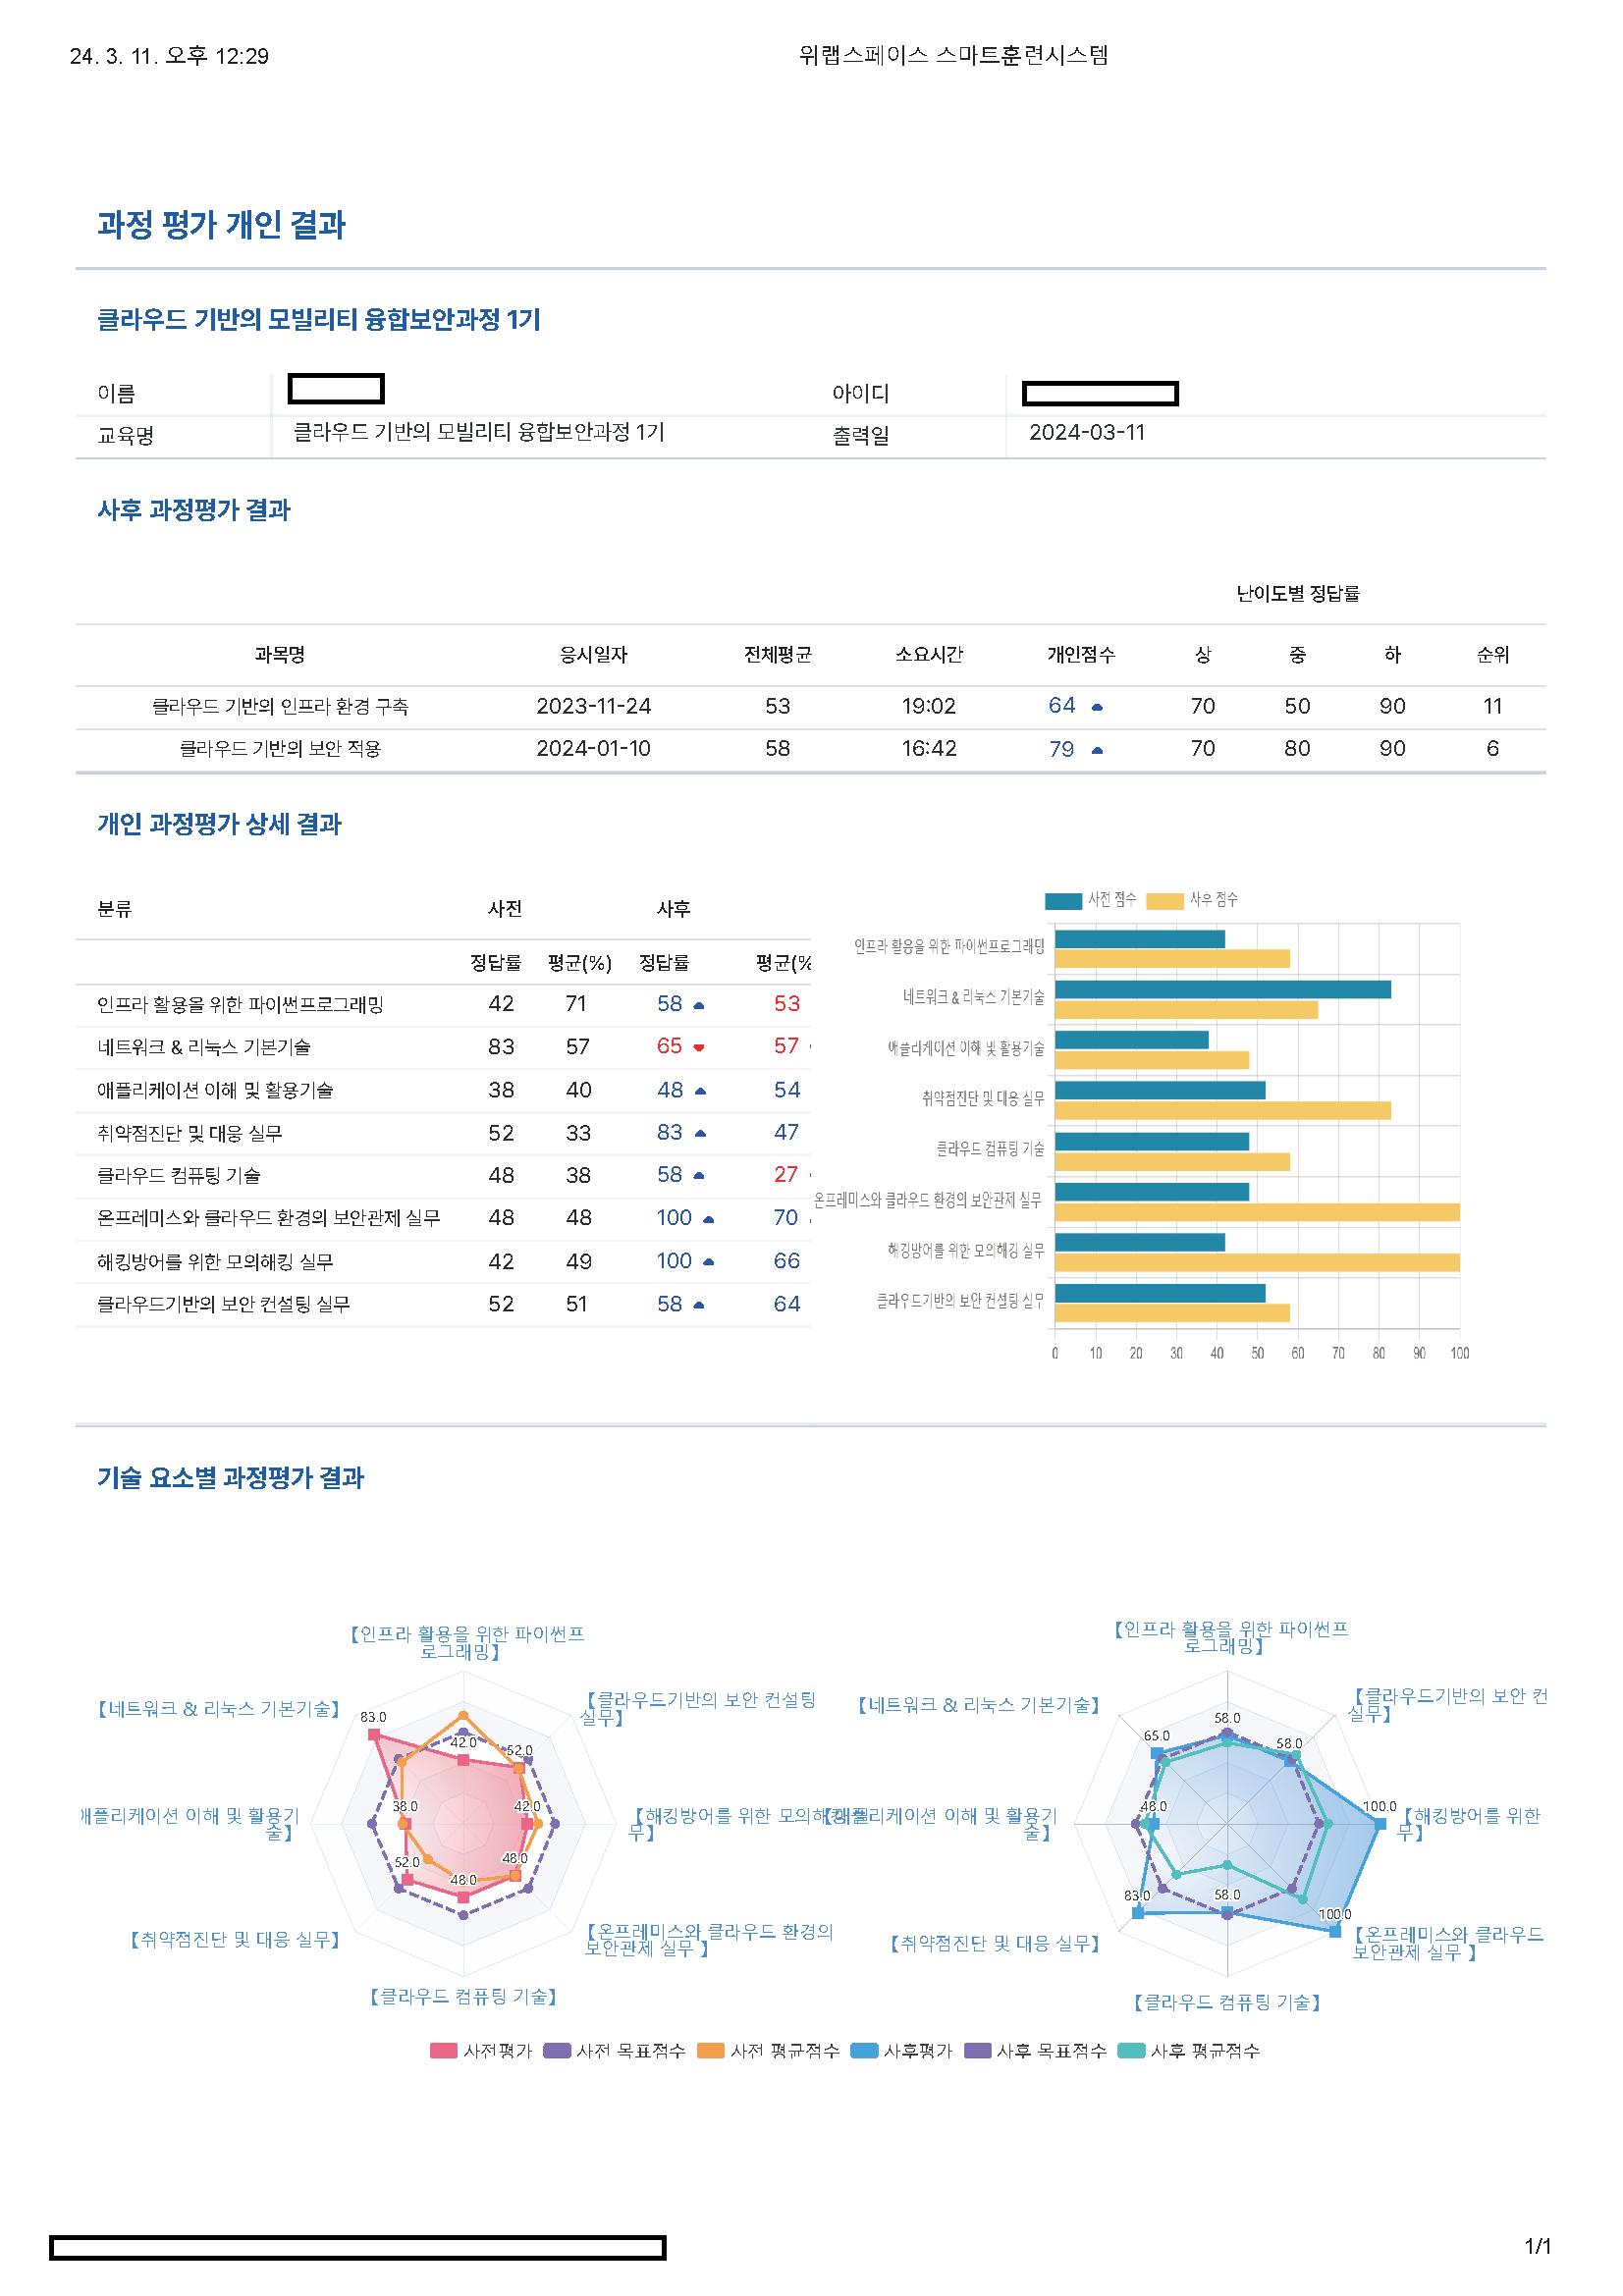 24. 3. 11. 오후 12:29 위랩스페이스 스마트훈련시스템
과정 평가 개인 결과
클라우드 기반의 모빌리티 융합보안과정 1기
이름 아이디
교육명 클라우드 기반의 모빌리티 융합보안과정 1기 출력일 2024-03-11
사후 과정평가 결과
난이도별 정답률
과목명 응시일자 전체평균 소요시간 개인점수 상 중 하 순위
클라우드 기반의 인프라 환경 구축 2023-11-24 53 19:02 64 70 50 90 11
클라우드 기반의 보안 적용 2024-01-10 58 16:42 79 70 80 90 6
개인 과정평가 상세 결과
분류 사전 사후
정답률 평균(%) 정답률 평균(%
인프라 활용을 위한 파이썬프로그래밍 42 71 58 53
네트워크 & 리눅스 기본기술 83 57 65 57
애플리케이션 이해 및 활용기술 38 40 48 54
취약점진단 및 대응 실무 52 33 83 47
클라우드 컴퓨팅 기술 48 38 58 27
온프레미스와 클라우드 환경의 보안관제 실무 48 48 100 70
해킹방어를 위한 모의해킹 실무 42 49 100 66
클라우드기반의 보안 컨설팅 실무 52 51 58 64
사전 점수 사후 점수
인프라 활용을 위한 파이썬프로그래밍
네트워크 & 리눅스 기본기술
애플리케이션 이해 및 활용기술
취약점진단 및 대응 실무
클라우드 컴퓨팅 기술
온프레미스와 클라우드 환경의 보안관제 실무
해킹방어를 위한 모의해킹 실무
클라우드기반의 보안 컨설팅 실무
0 10 20 30 40 50 60 70 80 90 100
기술 요소별 과정평가 결과
【인프라 활용을 위한 파이썬프
로그래밍】
【클라우드기반의 보안 컨설팅
실무】
【네트워크 & 리눅스 기본기술】
83.0
42.0
52.0
38.0
42.0
애플리케이션 이해 및 활용기
술】
【해킹방어를 위한 모의해킹
무】
52.0
48.0
48.0
【취약점진단 및 대응 실무】
【온프레미스와 클라우드 환경의
보안관제 실무 】
【클라우드 컴퓨팅 기술】
【인프라 활용을 위한 파이썬프
로그래밍】
【클라우드기반의 보안 컨
실무】
【네트워크 & 리눅스 기본기술】
65.0
58.0
58.0
48.0
100.0
【애플리케이션 이해 및 활용기
술】
【해킹방어를 위한
무】
83.0
58.0
100.0
【취약점진단 및 대응 실무】
【온프레미스와 클라우드
보안관제 실무 】
【클라우드 컴퓨팅 기술】
사전평가 사전 목표점수 사전 평균점수 사후평가 사후 목표점수 사후 평균점수
1/1